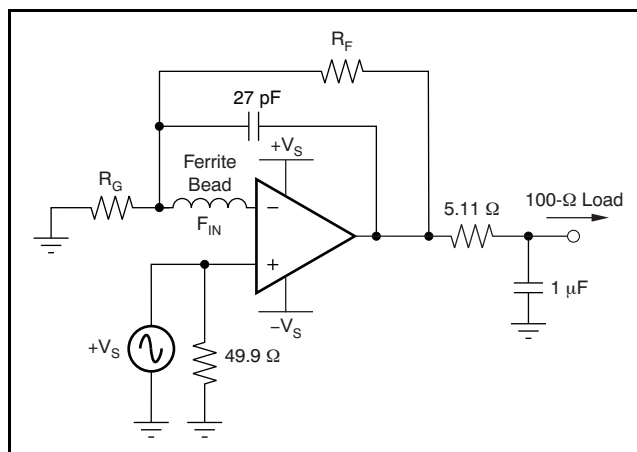 R_F
27 pF
+V_S
Ferrite
Bead
R_G
F_IN
−
+
5.11 Ω
100-Ω Load
1 μF
−V_S
+V_S
49.9 Ω